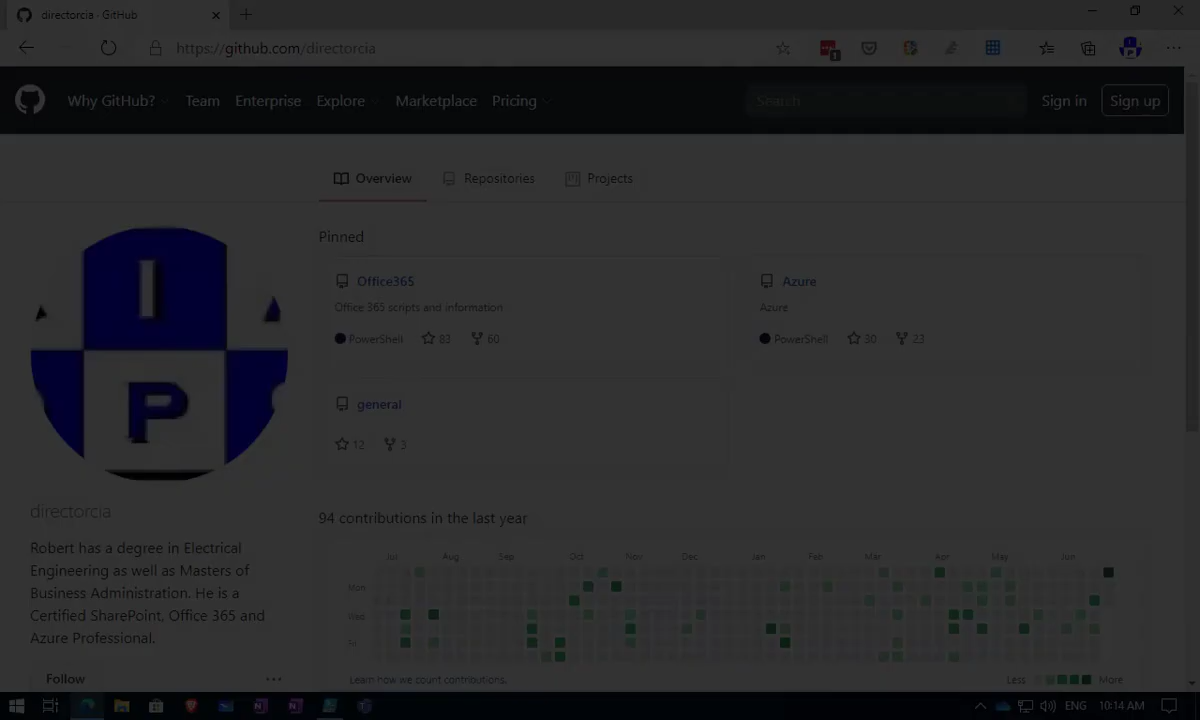 directorcia · GitHub
https://github.com/directorcia
1
Why GitHub?
Team
Enterprise
Explore
Marketplace
Pricing
Search
Sign in
Sign up
Overview
Repositories
Projects
I
P
Pinned
Office365
Office 365 scripts and information
PowerShell
83
60
Azure
Azure
PowerShell
30
23
general
12
3
directorcia
Robert has a degree in Electrical
Engineering as well as Masters of
Business Administration. He is a
Certified SharePoint, Office 365 and
Azure Professional.
Follow
94 contributions in the last year
Jul Aug Sep Oct Nov Dec Jan Feb Mar Apr May Jun
Mon
Wed
Fri
Learn how we count contributions.
Less
More
ENG
10:14 AM